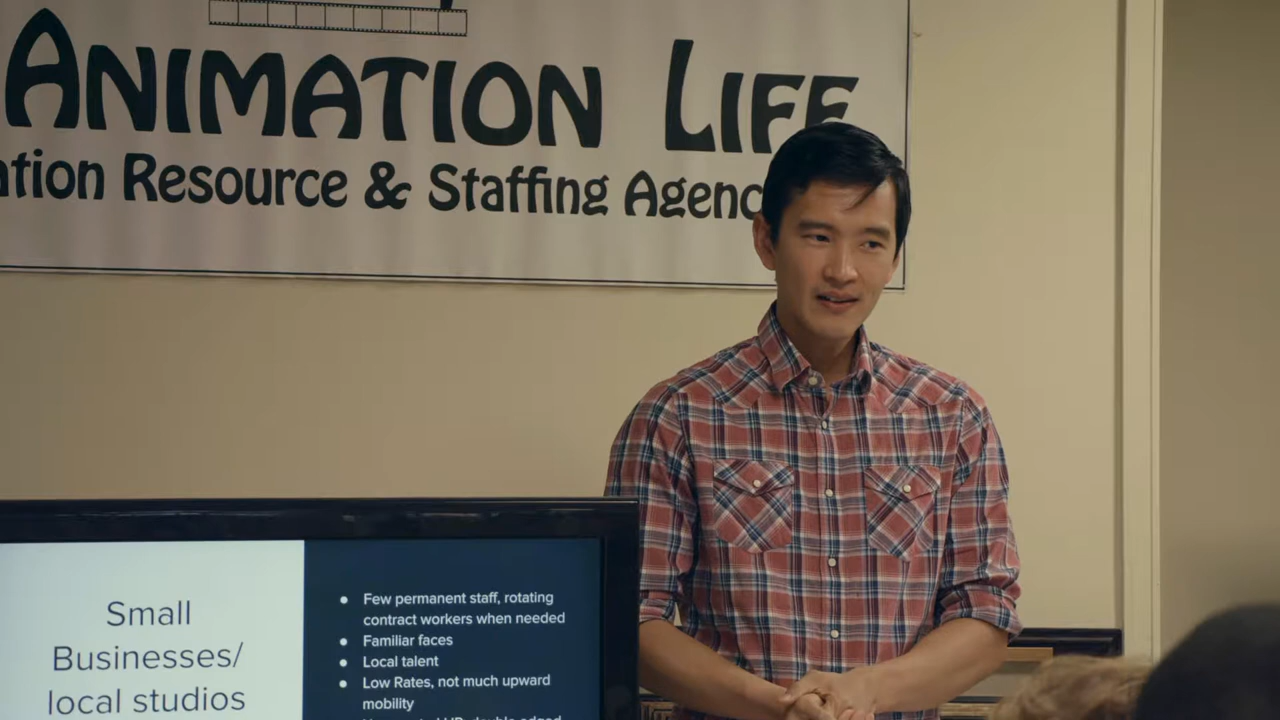 ANIMATION LIFE
ation Resource & Staffing Agenc
Small
Businesses/
local studios
● Few permanent staff, rotating
contract workers when needed
● Familiar faces
● Local talent
● Low Rates, not much upward
mobility